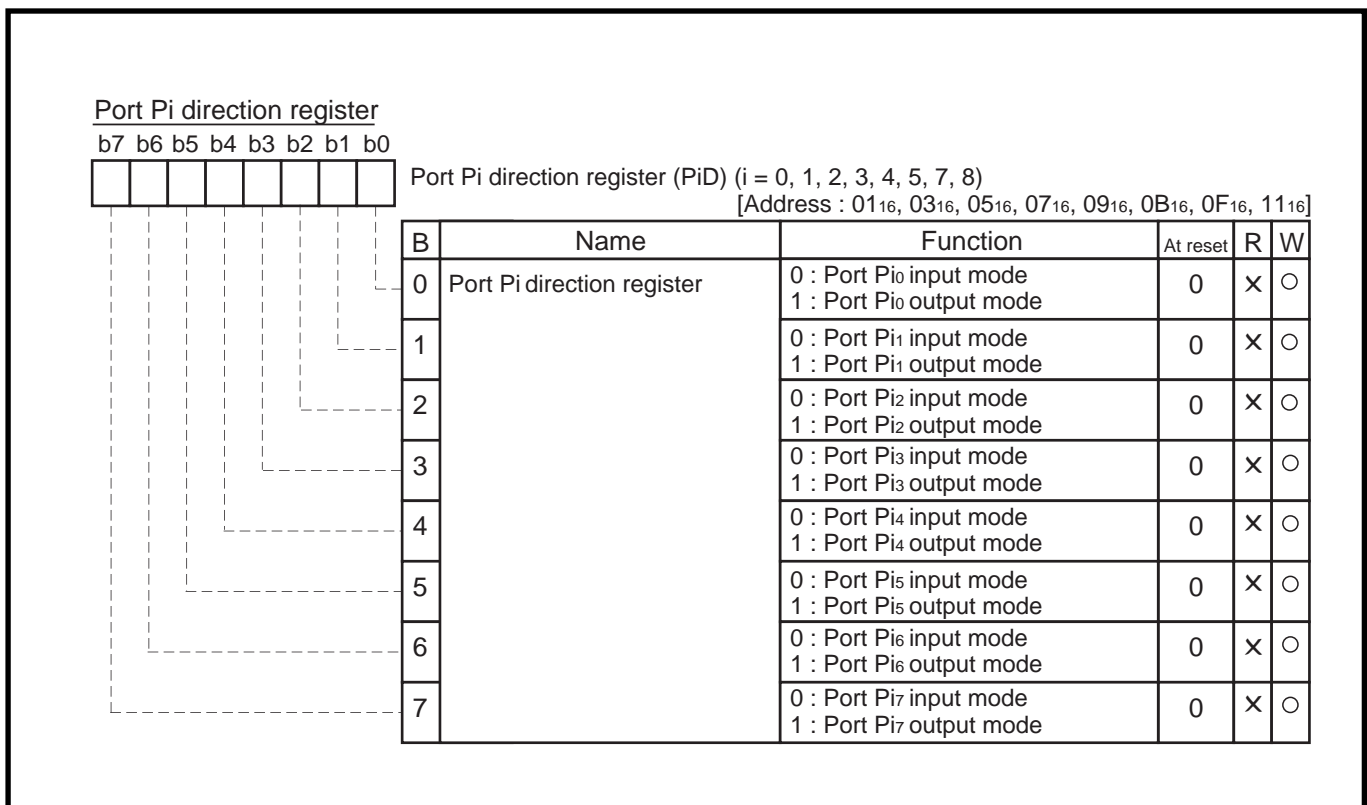 Port Pi direction register
b7 b6 b5 b4 b3 b2 b1 b0
Port Pi direction register (PiD) (i = 0, 1, 2, 3, 4, 5, 7, 8)
[Address : 0116, 0316, 0516, 0716, 0916, 0B16, 0F16, 1116]
B Name Function At reset R W
0 Port Pi direction register 0 : Port Pi0 input mode 0 × ○
1 : Port Pi0 output mode
1 0 : Port Pi1 input mode 0 × ○
1 : Port Pi1 output mode
2 0 : Port Pi2 input mode 0 × ○
1 : Port Pi2 output mode
3 0 : Port Pi3 input mode 0 × ○
1 : Port Pi3 output mode
4 0 : Port Pi4 input mode 0 × ○
1 : Port Pi4 output mode
5 0 : Port Pi5 input mode 0 × ○
1 : Port Pi5 output mode
6 0 : Port Pi6 input mode 0 × ○
1 : Port Pi6 output mode
7 0 : Port Pi7 input mode 0 × ○
1 : Port Pi7 output mode